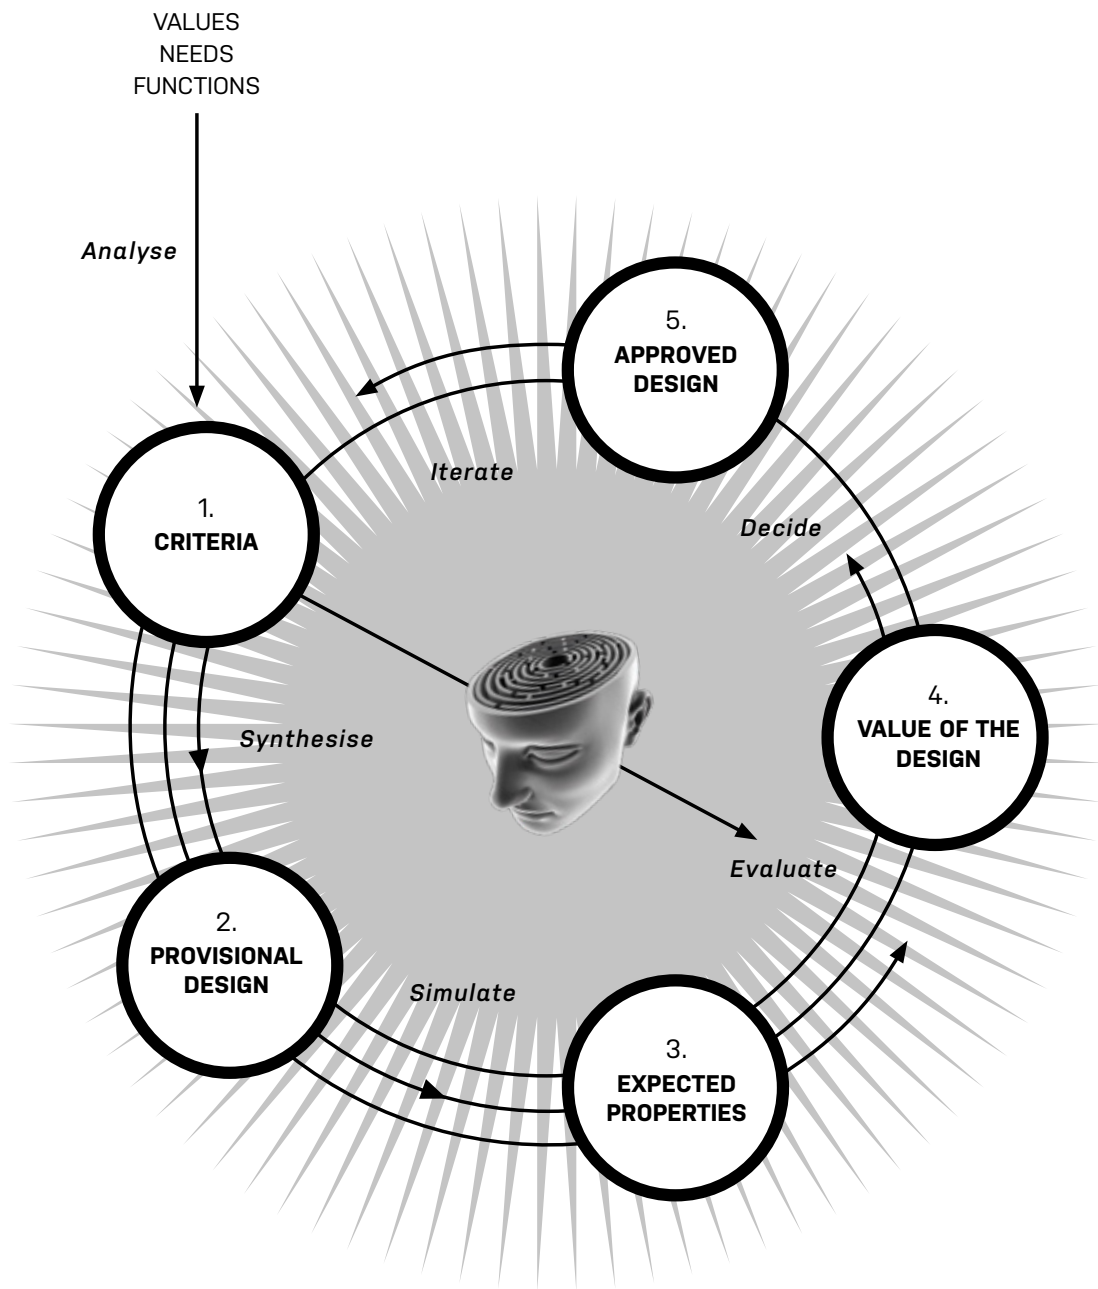 VALUES
NEEDS
FUNCTIONS
Analyse
5.
APPROVED
DESIGN
Iterate
1.
CRITERIA
Decide
4.
VALUE OF THE
DESIGN
Synthesise
Evaluate
2.
PROVISIONAL
DESIGN
Simulate
3.
EXPECTED
PROPERTIES